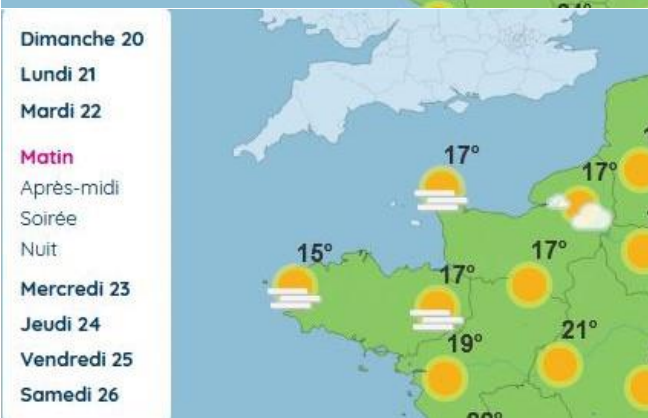 Dimanche 20
Lundi 21
Mardi 22
Matin
Après-midi
Soirée
Nuit
Mercredi 23
Jeudi 24
Vendredi 25
Samedi 26
17°
17°
15°
17°
17°
19°
21°